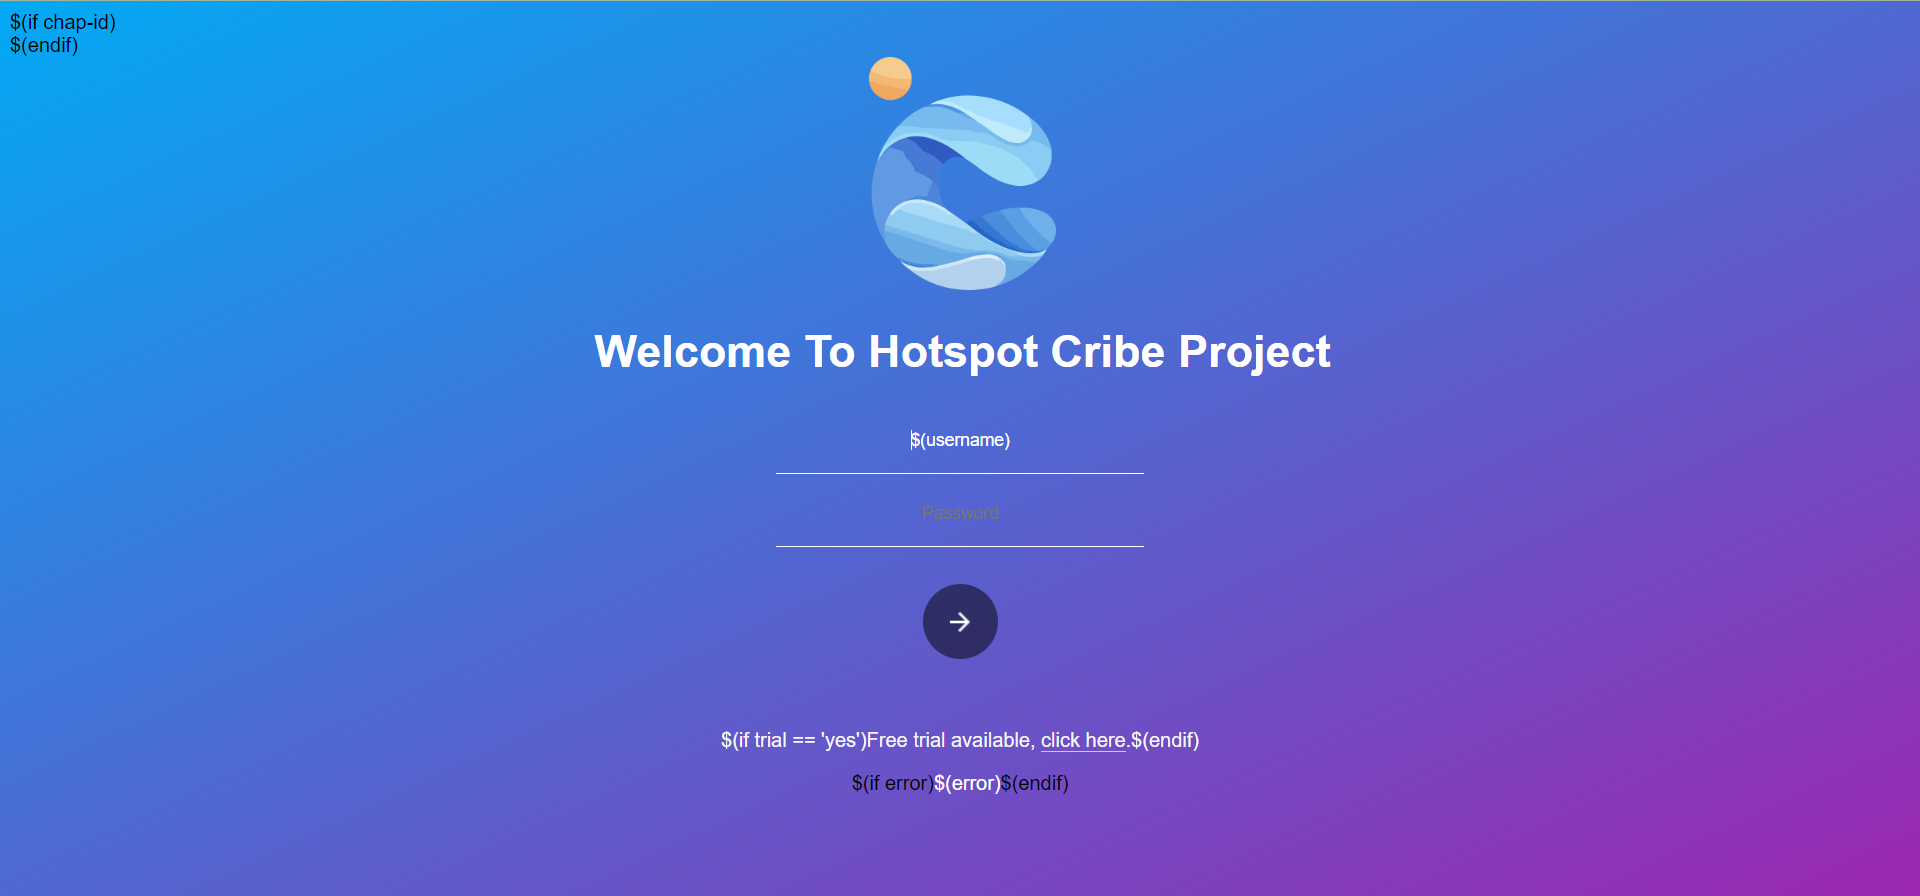 $(if chap-id)
$(endif)
Welcome To Hotspot Cribe Project
$(username)
Password
$(if trial == 'yes')Free trial available, click here.$(endif)
$(if error)$(error)$(endif)